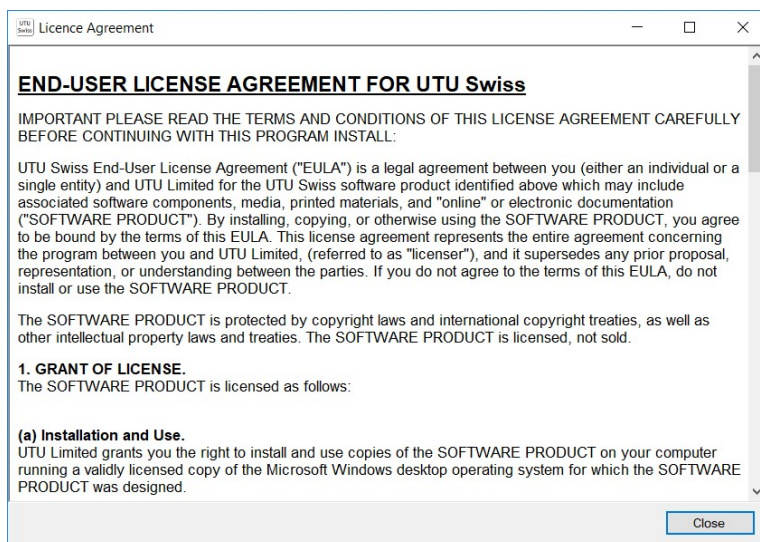 UTU
Swiss
Licence Agreement
END-USER LICENSE AGREEMENT FOR UTU Swiss
IMPORTANT PLEASE READ THE TERMS AND CONDITIONS OF THIS LICENSE AGREEMENT CAREFULLY
BEFORE CONTINUING WITH THIS PROGRAM INSTALL:
UTU Swiss End-User License Agreement ("EULA") is a legal agreement between you (either an individual or a
single entity) and UTU Limited for the UTU Swiss software product identified above which may include
associated software components, media, printed materials, and "online" or electronic documentation
("SOFTWARE PRODUCT"). By installing, copying, or otherwise using the SOFTWARE PRODUCT, you agree
to be bound by the terms of this EULA. This license agreement represents the entire agreement concerning
the program between you and UTU Limited, (referred to as "licenser"), and it supersedes any prior proposal,
representation, or understanding between the parties. If you do not agree to the terms of this EULA, do not
install or use the SOFTWARE PRODUCT.
The SOFTWARE PRODUCT is protected by copyright laws and international copyright treaties, as well as
other intellectual property laws and treaties. The SOFTWARE PRODUCT is licensed, not sold.
1. GRANT OF LICENSE.
The SOFTWARE PRODUCT is licensed as follows:
(a) Installation and Use.
UTU Limited grants you the right to install and use copies of the SOFTWARE PRODUCT on your computer
running a validly licensed copy of the Microsoft Windows desktop operating system for which the SOFTWARE
PRODUCT was designed.
Close